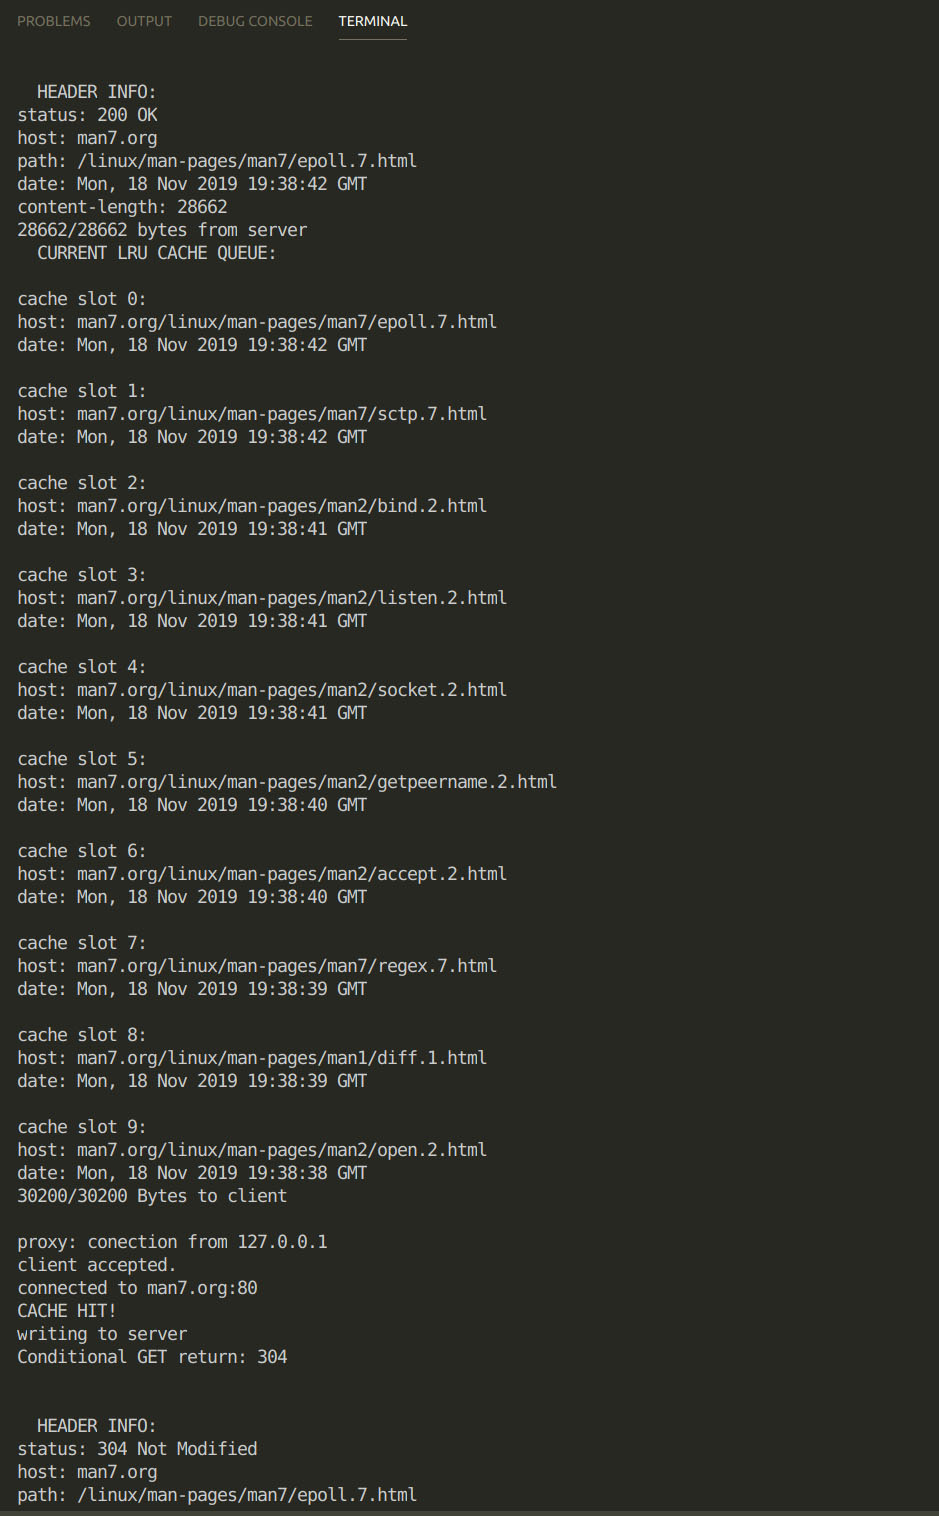 PROBLEMS OUTPUT DEBUG CONSOLE TERMINAL
HEADER INFO:
status: 200 OK
host: man7.org
path: /linux/man-pages/man7/epoll.7.html
date: Mon, 18 Nov 2019 19:38:42 GMT
content-length: 28662
28662/28662 bytes from server
CURRENT LRU CACHE QUEUE:
cache slot 0:
host: man7.org/linux/man-pages/man7/epoll.7.html
date: Mon, 18 Nov 2019 19:38:42 GMT
cache slot 1:
host: man7.org/linux/man-pages/man7/sctp.7.html
date: Mon, 18 Nov 2019 19:38:42 GMT
cache slot 2:
host: man7.org/linux/man-pages/man2/bind.2.html
date: Mon, 18 Nov 2019 19:38:41 GMT
cache slot 3:
host: man7.org/linux/man-pages/man2/listen.2.html
date: Mon, 18 Nov 2019 19:38:41 GMT
cache slot 4:
host: man7.org/linux/man-pages/man2/socket.2.html
date: Mon, 18 Nov 2019 19:38:41 GMT
cache slot 5:
host: man7.org/linux/man-pages/man2/getpeername.2.html
date: Mon, 18 Nov 2019 19:38:40 GMT
cache slot 6:
host: man7.org/linux/man-pages/man2/accept.2.html
date: Mon, 18 Nov 2019 19:38:40 GMT
cache slot 7:
host: man7.org/linux/man-pages/man7/regex.7.html
date: Mon, 18 Nov 2019 19:38:39 GMT
cache slot 8:
host: man7.org/linux/man-pages/man1/diff.1.html
date: Mon, 18 Nov 2019 19:38:39 GMT
cache slot 9:
host: man7.org/linux/man-pages/man2/open.2.html
date: Mon, 18 Nov 2019 19:38:38 GMT
30200/30200 Bytes to client
proxy: conection from 127.0.0.1
client accepted.
connected to man7.org:80
CACHE HIT!
writing to server
Conditional GET return: 304
HEADER INFO:
status: 304 Not Modified
host: man7.org
path: /linux/man-pages/man7/epoll.7.html